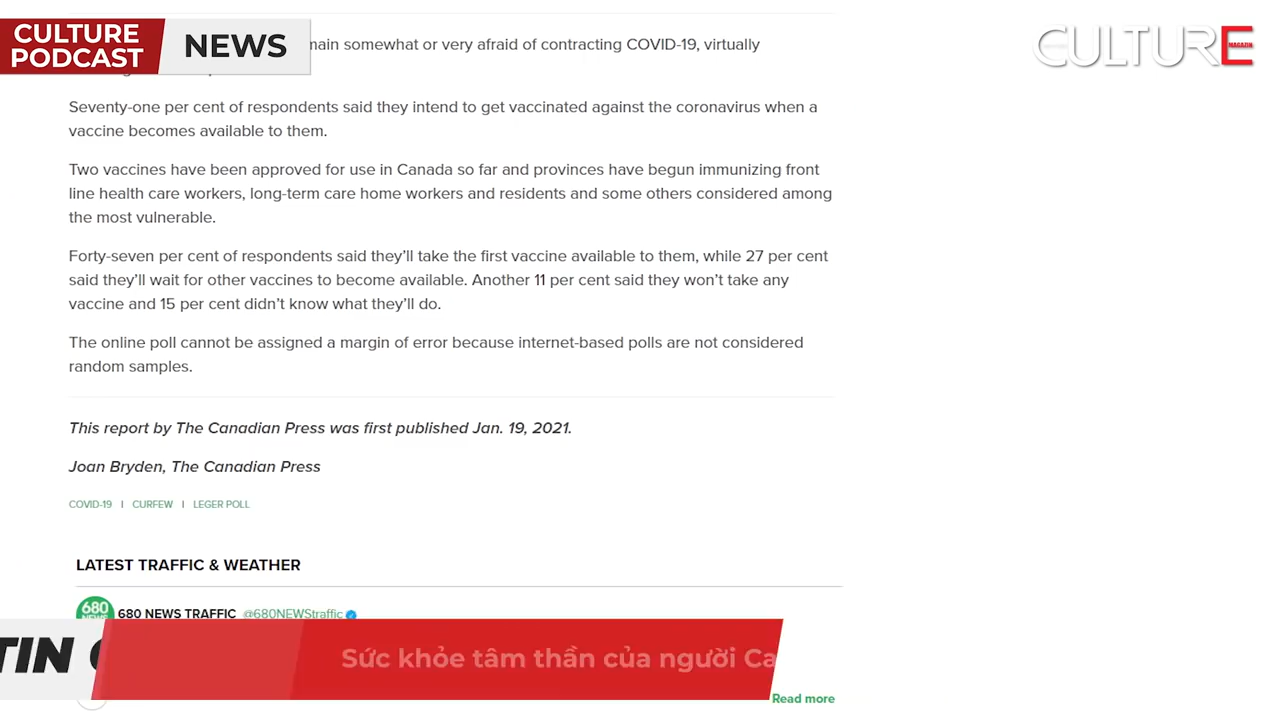 CULTURE
PODCAST
NEWS
CULTURE
MAGAZIN
main somewhat or very afraid of contracting COVID-19, virtually
Seventy-one per cent of respondents said they intend to get vaccinated against the coronavirus when a
vaccine becomes available to them.
Two vaccines have been approved for use in Canada so far and provinces have begun immunizing front
line health care workers, long-term care home workers and residents and some others considered among
the most vulnerable.
Forty-seven per cent of respondents said they’ll take the first vaccine available to them, while 27 per cent
said they’ll wait for other vaccines to become available. Another 11 per cent said they won’t take any
vaccine and 15 per cent didn’t know what they’ll do.
The online poll cannot be assigned a margin of error because internet-based polls are not considered
random samples.
This report by The Canadian Press was first published Jan. 19, 2021.
Joan Bryden, The Canadian Press
COVID-19 | CURFEW | LEGER POLL
LATEST TRAFFIC & WEATHER
680
NEWS
680 NEWS TRAFFIC @680NEWStraffic
TIN
Sức khỏe tâm thần của người Ca
Read more